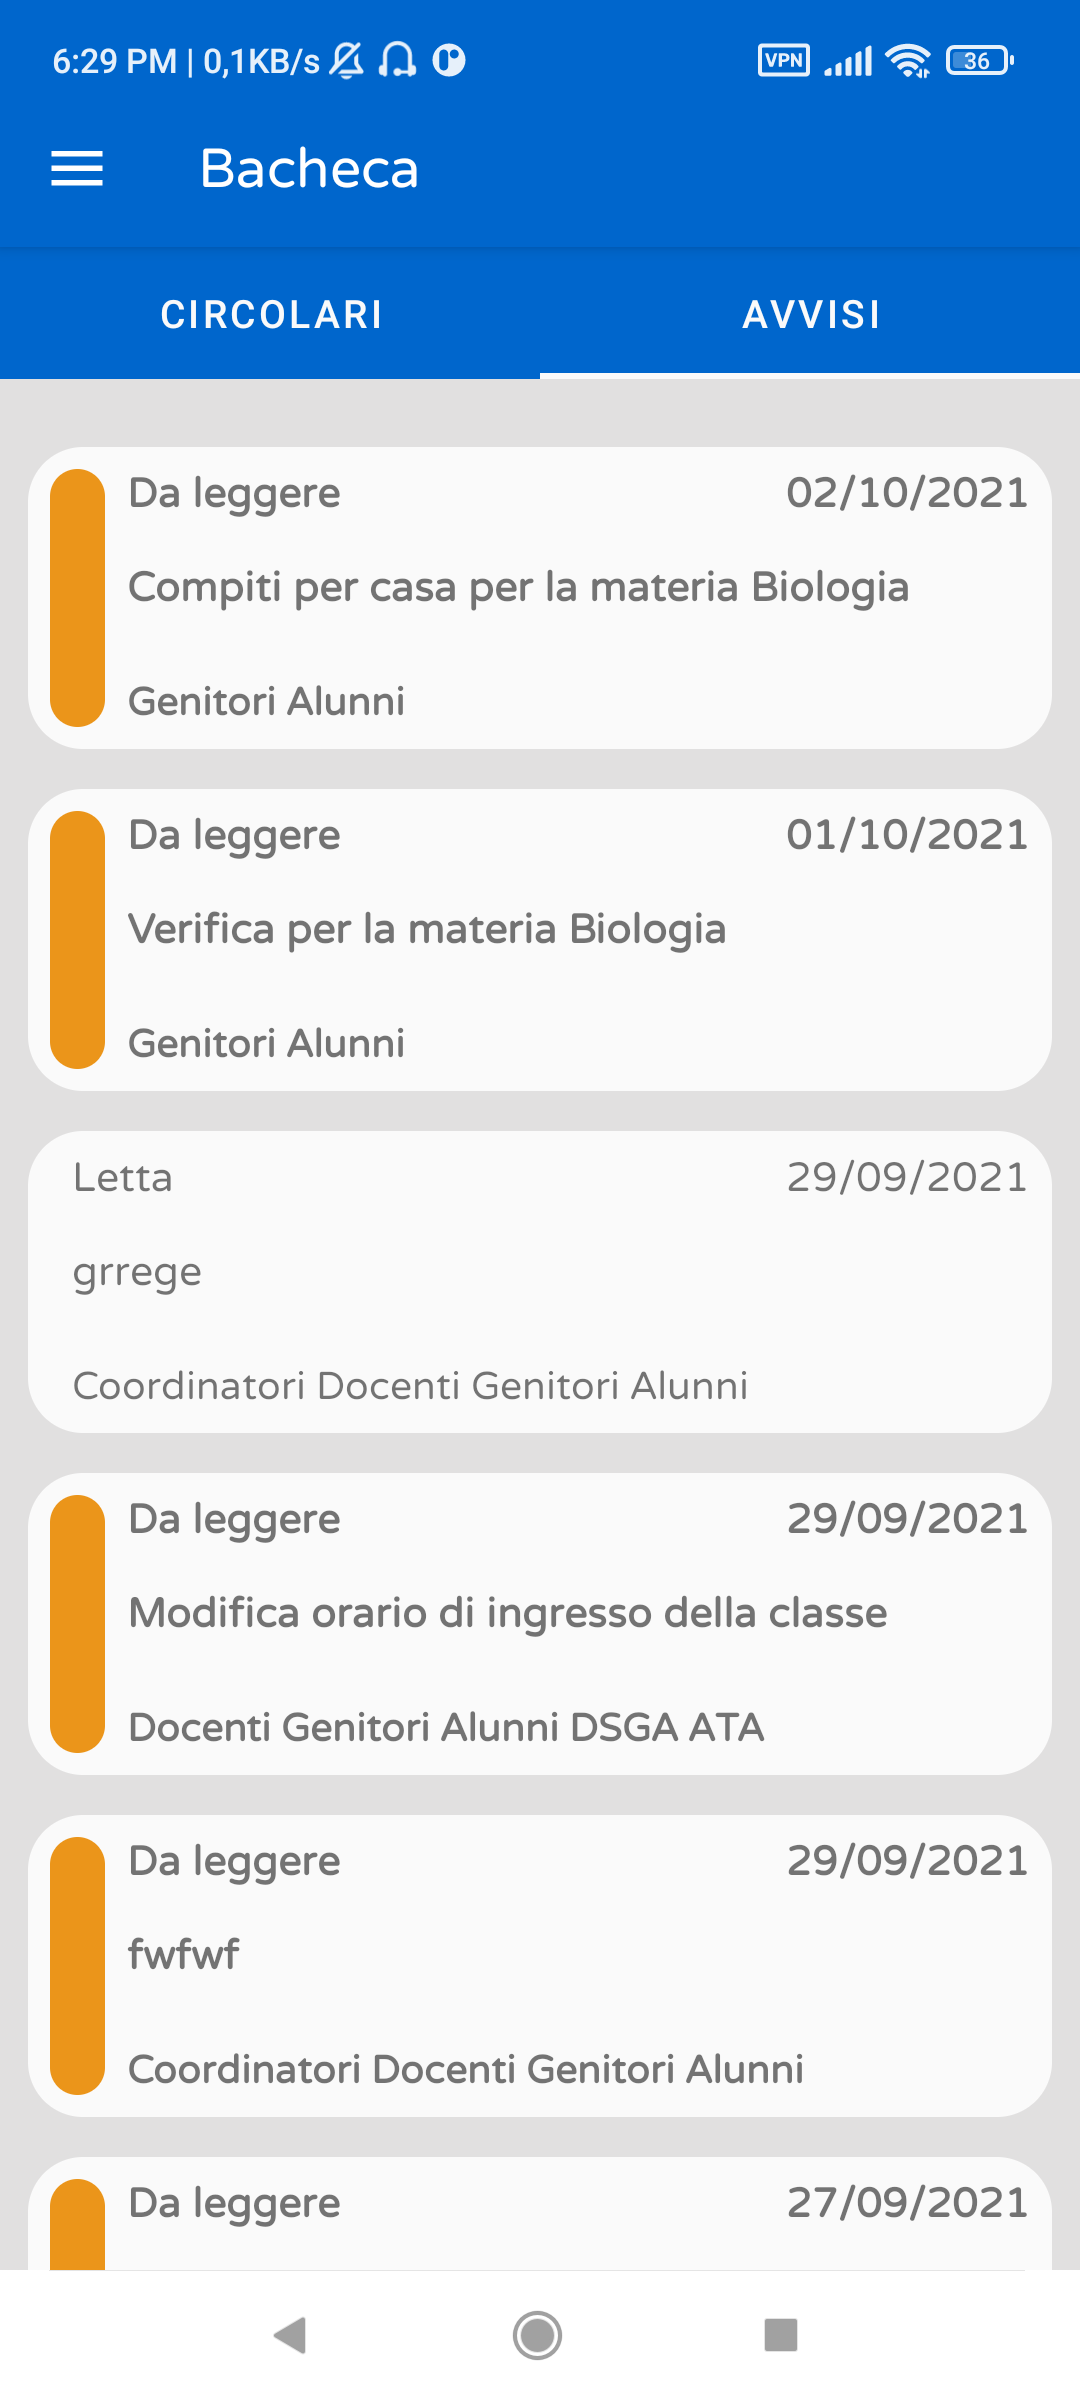 6:29 PM | 0,1KB/s VPN 36
Bacheca
CIRCOLARI AVVISI
Da leggere 02/10/2021
Compiti per casa per la materia Biologia
Genitori Alunni
Da leggere 01/10/2021
Verifica per la materia Biologia
Genitori Alunni
Letta 29/09/2021
grrege
Coordinatori Docenti Genitori Alunni
Da leggere 29/09/2021
Modifica orario di ingresso della classe
Docenti Genitori Alunni DSGA ATA
Da leggere 29/09/2021
fwfwf
Coordinatori Docenti Genitori Alunni
Da leggere 27/09/2021